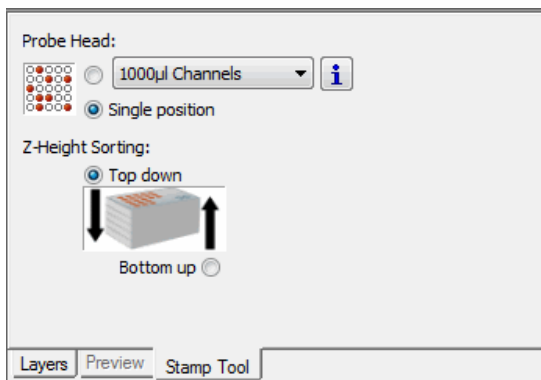 Probe Head:
1000µl Channels
i
Single position
Z-Height Sorting:
Top down
Bottom up
Layers Preview Stamp Tool